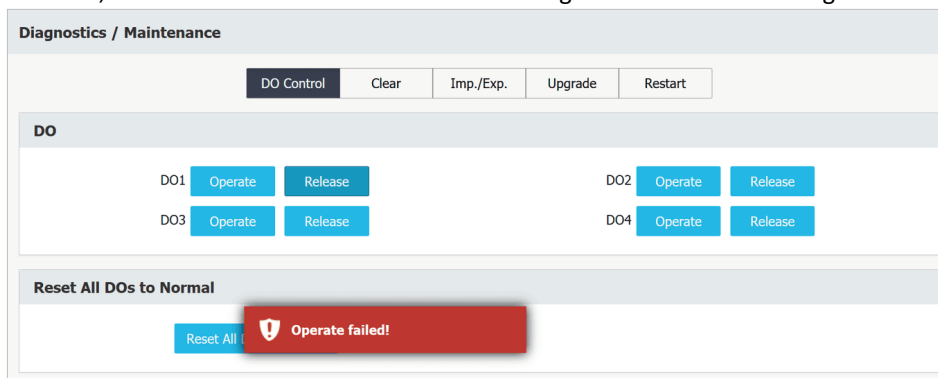 Diagnostics / Maintenance
DO Control Clear Imp./Exp. Upgrade Restart
DO
DO1 Operate Release DO2 Operate Release
DO3 Operate Release DO4 Operate Release
Reset All DOs to Normal
Reset All
Operate failed!